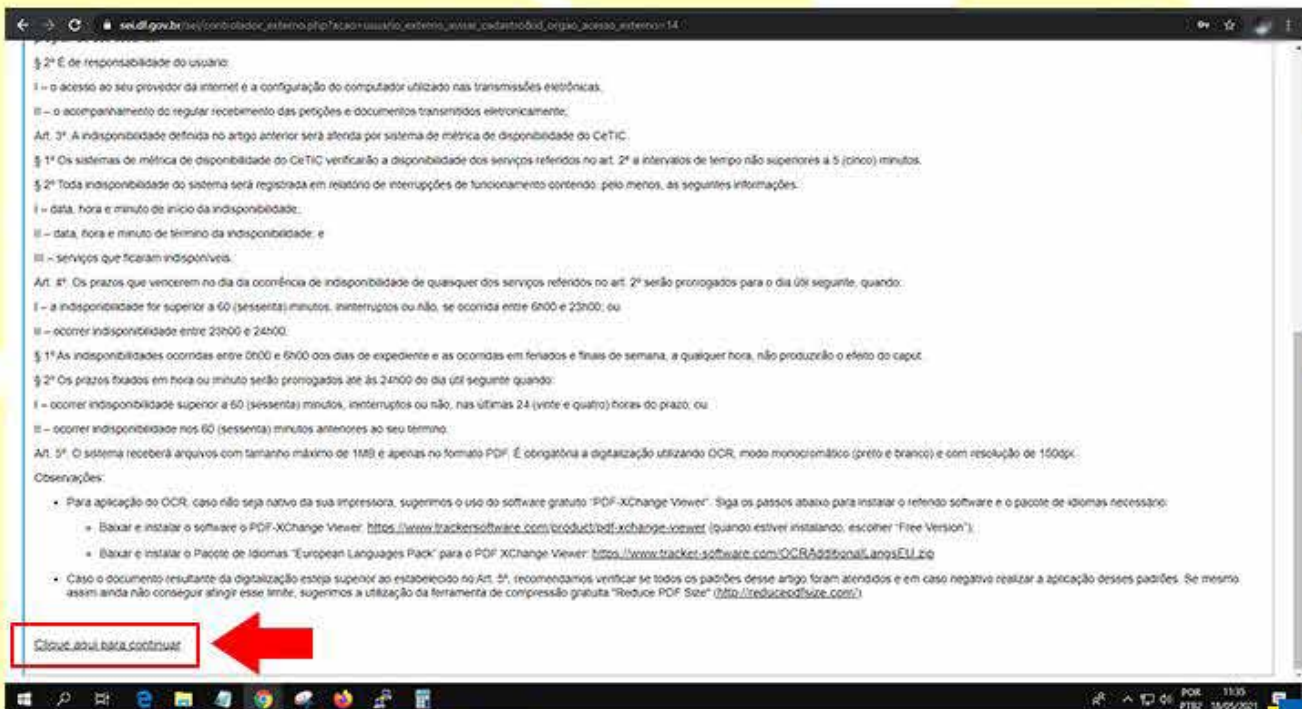 sei.df.gov.br/sei/controlador_externo.php?acao=usuario_externo_avisar_cadastro&id_orgao_acesso_externo=14
§ 2º É de responsabilidade do usuário:
I – o acesso ao seu provedor da internet e a configuração do computador utilizado nas transmissões eletrônicas;
II – o acompanhamento do regular recebimento das petições e documentos transmitidos eletronicamente;
Art. 3º. A indisponibilidade definida no artigo anterior será aferida por sistema de métrica de disponibilidade do CeTIC.
§ 1º Os sistemas de métrica de disponibilidade do CeTIC verificarão a disponibilidade dos serviços referidos no art. 2º a intervalos de tempo não superiores a 5 (cinco) minutos.
§ 2º Toda indisponibilidade do sistema será registrada em relatório de interrupções de funcionamento contendo, pelo menos, as seguintes informações:
I – data, hora e minuto de início da indisponibilidade;
II – data, hora e minuto de término da indisponibilidade; e
III – serviços que ficaram indisponíveis.
Art. 4º. Os prazos que vencerem no dia da ocorrência de indisponibilidade de quaisquer dos serviços referidos no art. 2º serão prorrogados para o dia útil seguinte, quando:
I – a indisponibilidade for superior a 60 (sessenta) minutos, ininterruptos ou não, se ocorrida entre 6h00 e 23h00; ou
II – ocorrer indisponibilidade entre 23h00 e 24h00.
§ 1º As indisponibilidades ocorridas entre 0h00 e 6h00 dos dias de expediente e as ocorridas em feriados e finais de semana, a qualquer hora, não produzirão o efeito do caput.
§ 2º Os prazos fixados em hora ou minuto serão prorrogados até às 24h00 do dia útil seguinte quando:
I – ocorrer indisponibilidade superior a 60 (sessenta) minutos, ininterruptos ou não, nas últimas 24 (vinte e quatro) horas do prazo; ou
II – ocorrer indisponibilidade nos 60 (sessenta) minutos anteriores ao seu término.
Art. 5º. O sistema receberá arquivos com tamanho máximo de 1MB e apenas no formato PDF. É obrigatória a digitalização utilizando OCR, modo monocromático (preto e branco) e com resolução de 150dpi.
Observações:
• Para aplicação do OCR, caso não seja nativo da sua impressora, sugerimos o uso do software gratuito "PDF-XChange Viewer". Siga os passos abaixo para instalar o referido software e o pacote de idiomas necessário:
Baixar e instalar o software o PDF-XChange Viewer: https://www.trackersoftware.com/product/pdf-xchange-viewer (quando estiver instalando, escolher "Free Version");
Baixar e instalar o Pacote de Idiomas "European Languages Pack" para o PDF XChange Viewer: https://www.tracker-software.com/OCRAdditionalLangsEU.zip
• Caso o documento resultante da digitalização esteja superior ao estabelecido no Art. 5º, recomendamos verificar se todos os padrões desse artigo foram atendidos e em caso negativo realizar a aplicação desses padrões. Se mesmo
assim ainda não conseguir atingir esse limite, sugerimos a utilização da ferramenta de compressão gratuita "Reduce PDF Size" (http://reducepdfsize.com/)
Clique aqui para continuar
POR 11:35
PTB2 18/05/2021